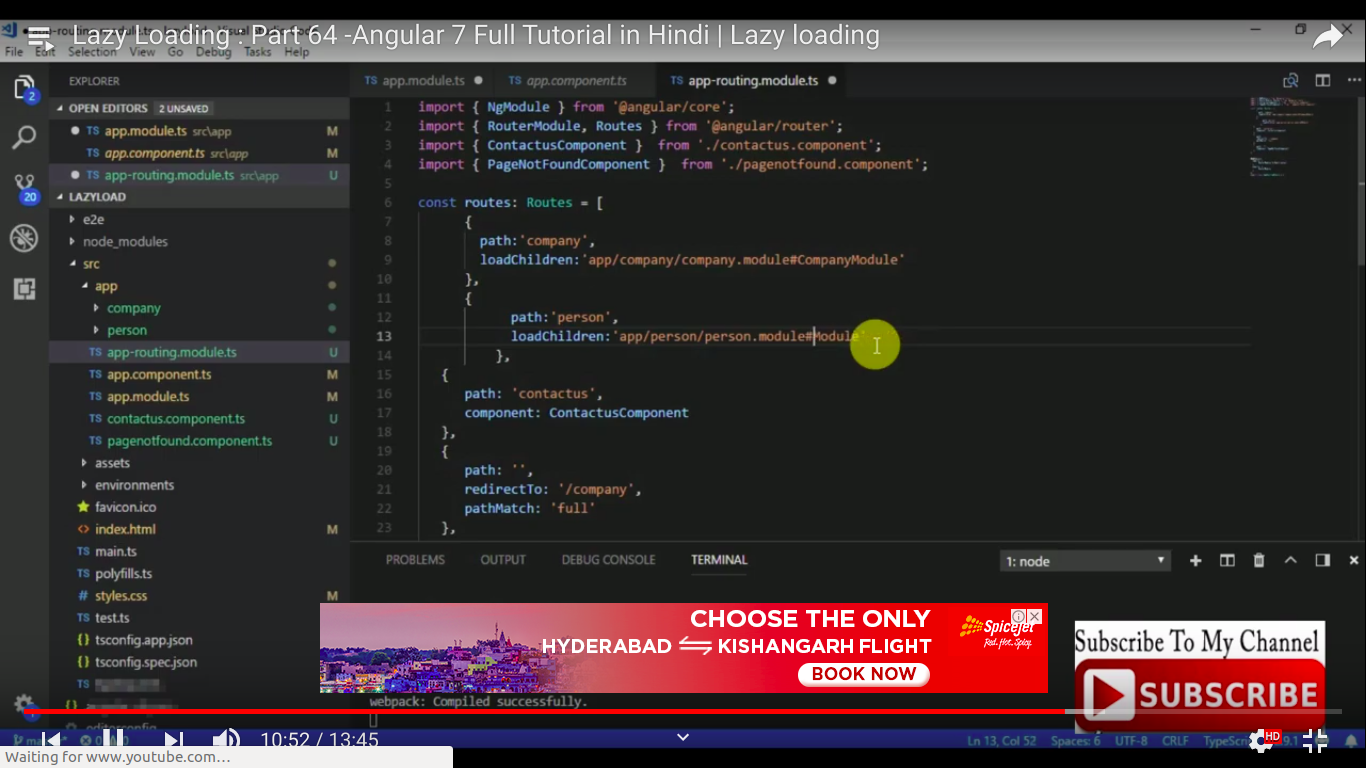 Lazy Loading : Part 64 -Angular 7 Full Tutorial in Hindi | Lazy loading
File Edit Selection View Go Debug Tasks Help
EXPLORER
OPEN EDITORS 2 UNSAVED
TS app.module.ts src\app M
TS app.component.ts src\app M
TS app-routing.module.ts src\app U
LAZYLOAD
e2e
node_modules
src
app
company
person
TS app-routing.module.ts U
TS app.component.ts M
TS app.module.ts M
TS contactus.component.ts U
TS pagenotfound.component.ts U
assets
environments
favicon.ico
<> index.html M
TS main.ts
TS polyfills.ts
# styles.css M
TS test.ts
{ } tsconfig.app.json
{ } tsconfig.spec.json
TS
2
20
TS app.module.ts TS app.component.ts TS app-routing.module.ts
1 import { NgModule } from '@angular/core';
2 import { RouterModule, Routes } from '@angular/router';
3 import { ContactusComponent } from './contactus.component';
4 import { PageNotFoundComponent } from './pagenotfound.component';
5
6 const routes: Routes = [
7 {
8 path:'company',
9 loadChildren:'app/company/company.module#CompanyModule'
10 },
11 {
12 path:'person',
13 loadChildren:'app/person/person.module#Module'
14 },
15 {
16 path: 'contactus',
17 component: ContactusComponent
18 },
19 {
20 path: '',
21 redirectTo: '/company',
22 pathMatch: 'full'
23 },
PROBLEMS OUTPUT DEBUG CONSOLE TERMINAL 1: node
CHOOSE THE ONLY
HYDERABAD KISHANGARH FLIGHT
BOOK NOW
SpiceJet
Red. Hot. Spicy.
Subscribe To My Channel
SUBSCRIBE
webpack: Compiled successfully.
10:52 / 13:45
HD
Ln 13, Col 52 Spaces: 6 UTF-8 CRLF
Waiting for www.youtube.com…